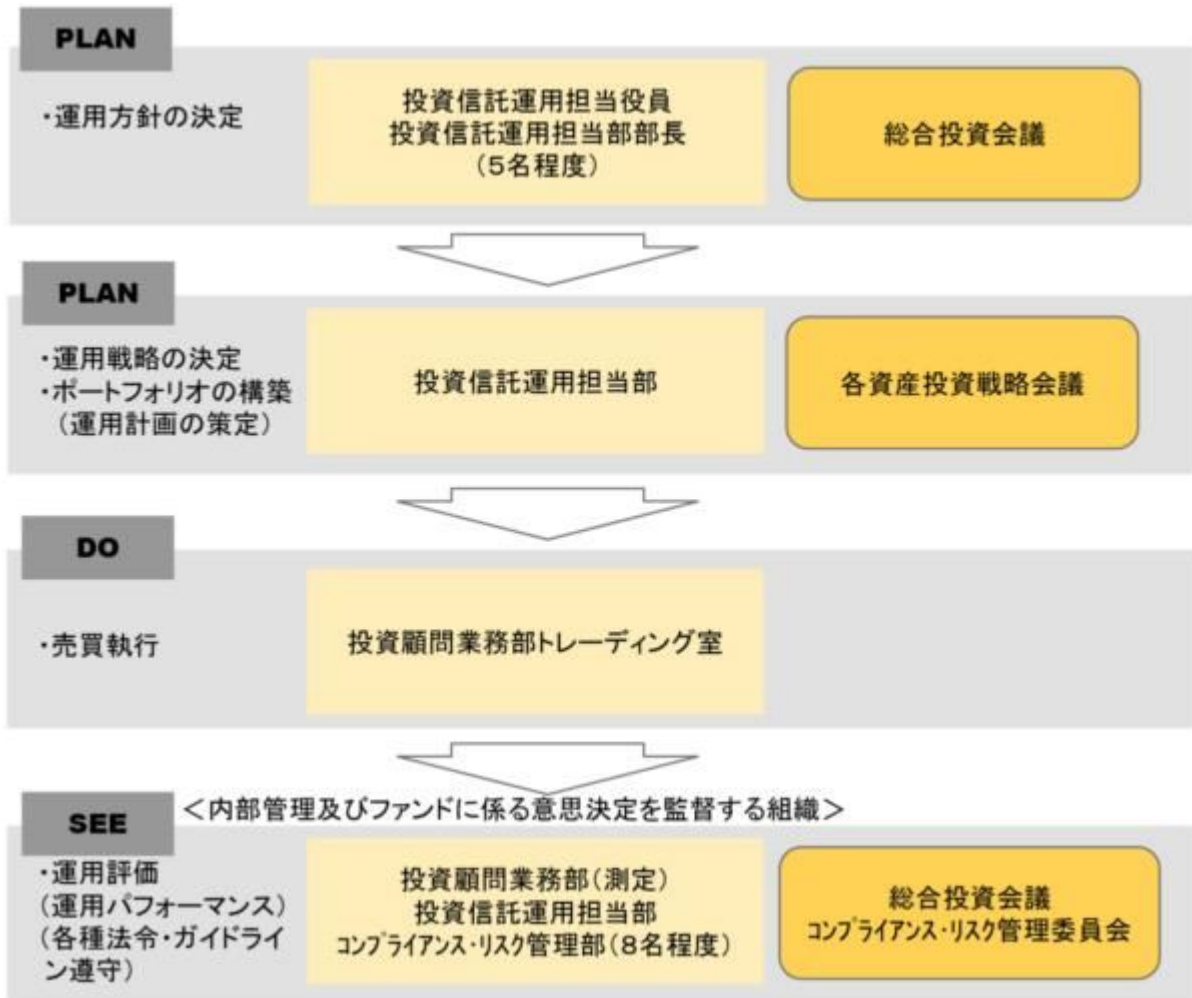 PLAN
・運用方針の決定
投資信託運用担当役員
投資信託運用担当部部長
(5名程度)
総合投資会議
PLAN
・運用戦略の決定
・ポートフォリオの構築
(運用計画の策定)
投資信託運用担当部
各資産投資戦略会議
DO
・売買執行
投資顧問業務部トレーディング室
SEE
＜内部管理及びファンドに係る意思決定を監督する組織＞
・運用評価
(運用パフォーマンス)
(各種法令・ガイドライ
ン遵守)
投資顧問業務部(測定)
投資信託運用担当部
コンプライアンス・リスク管理部(8名程度)
総合投資会議
コンプライアンス・リスク管理委員会